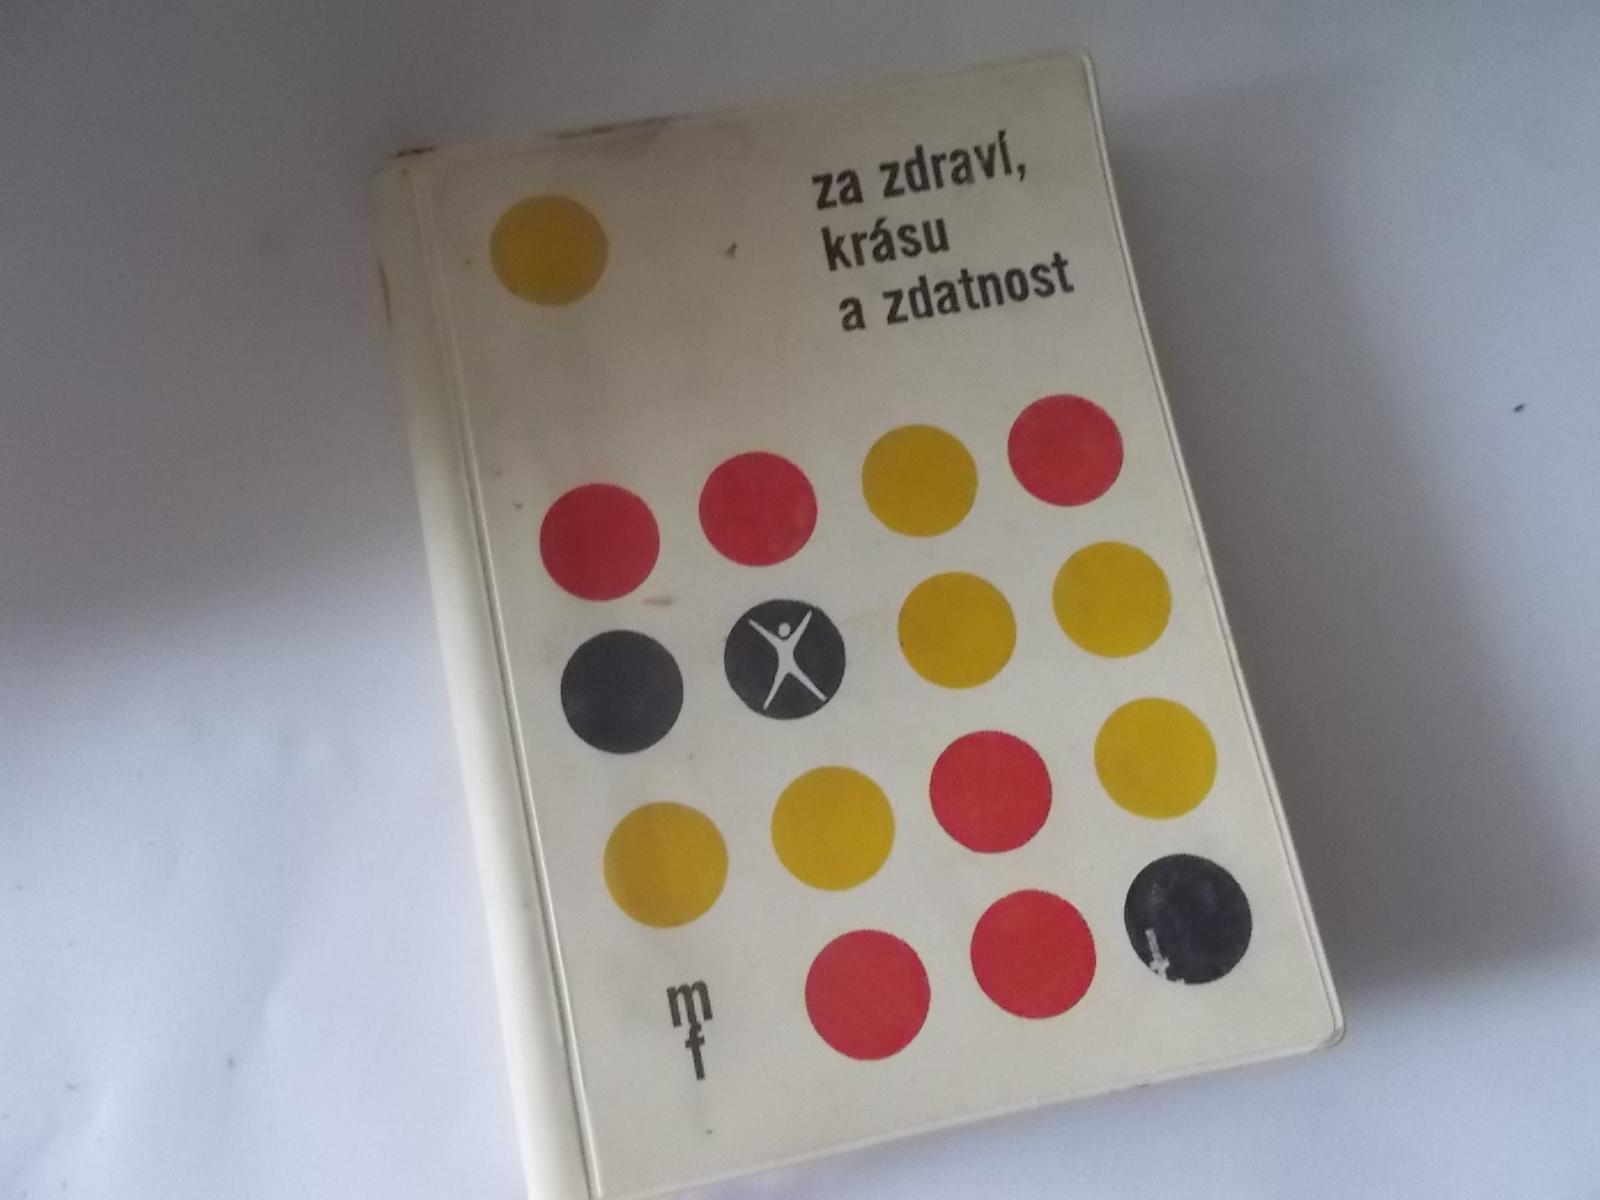 za zdraví,
krásu
a zdatnost
m
f